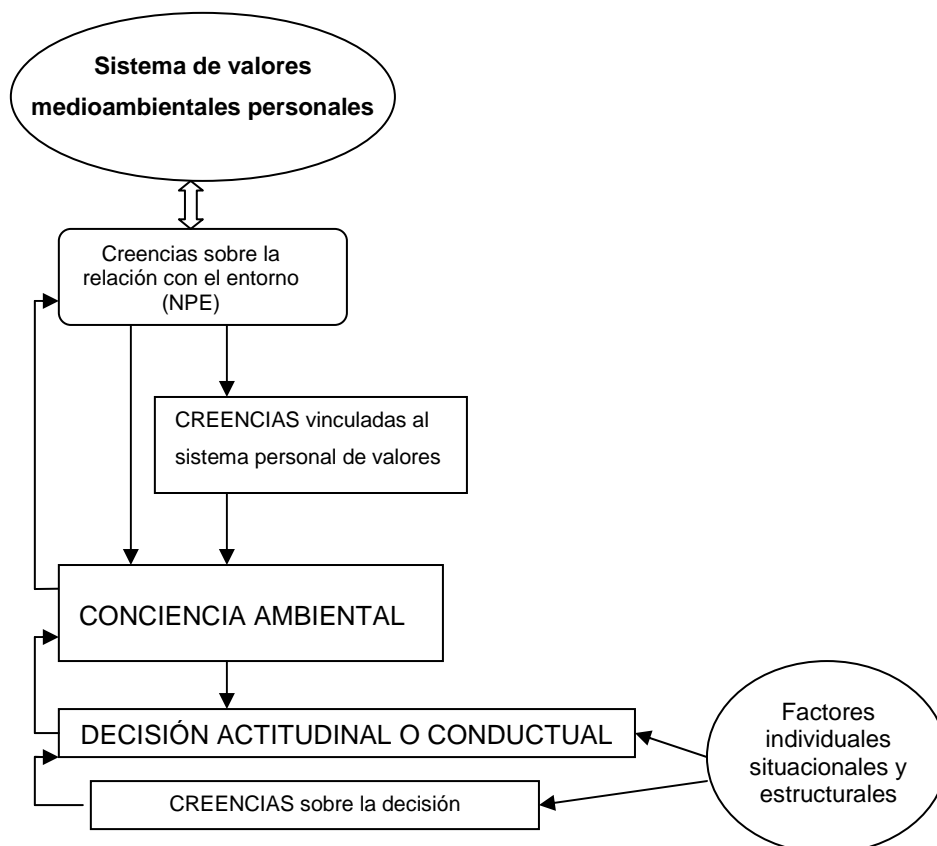 Sistema de valores
medioambientales personales
Creencias sobre la
relación con el entorno
(NPE)
CREENCIAS vinculadas al
sistema personal de valores
CONCIENCIA AMBIENTAL
DECISIÓN ACTITUDINAL O CONDUCTUAL
CREENCIAS sobre la decisión
Factores
individuales
situacionales y
estructurales